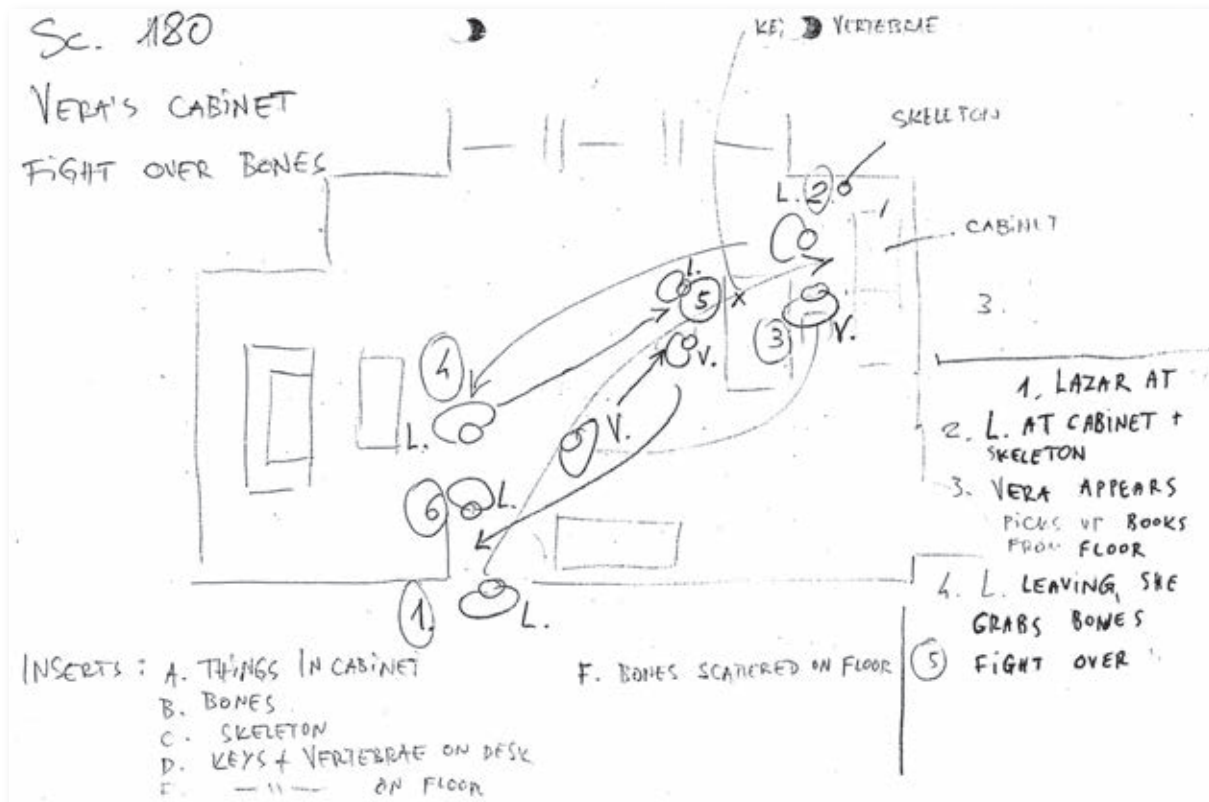 Sc. 180
VERA'S CABINET
FIGHT OVER BONES
VERTEBRAE
SKELETON
CABINET
L. 2.
L.
5
X
3
V.
V.
4
L.
V.
6
L.
1.
L.
3.
1. LAZAR AT
2. L. AT CABINET +
SKELETON
3. VERA APPEARS
PICKS UP BOOKS
FROM FLOOR
4. L. LEAVING, SHE
GRABS BONES
5 FIGHT OVER "
INSERTS: A. THINGS IN CABINET
B. BONES
C. SKELETON
D. KEYS + VERTEBRAE ON DESK
E. —"— ON FLOOR
F. BONES SCATTERED ON FLOOR